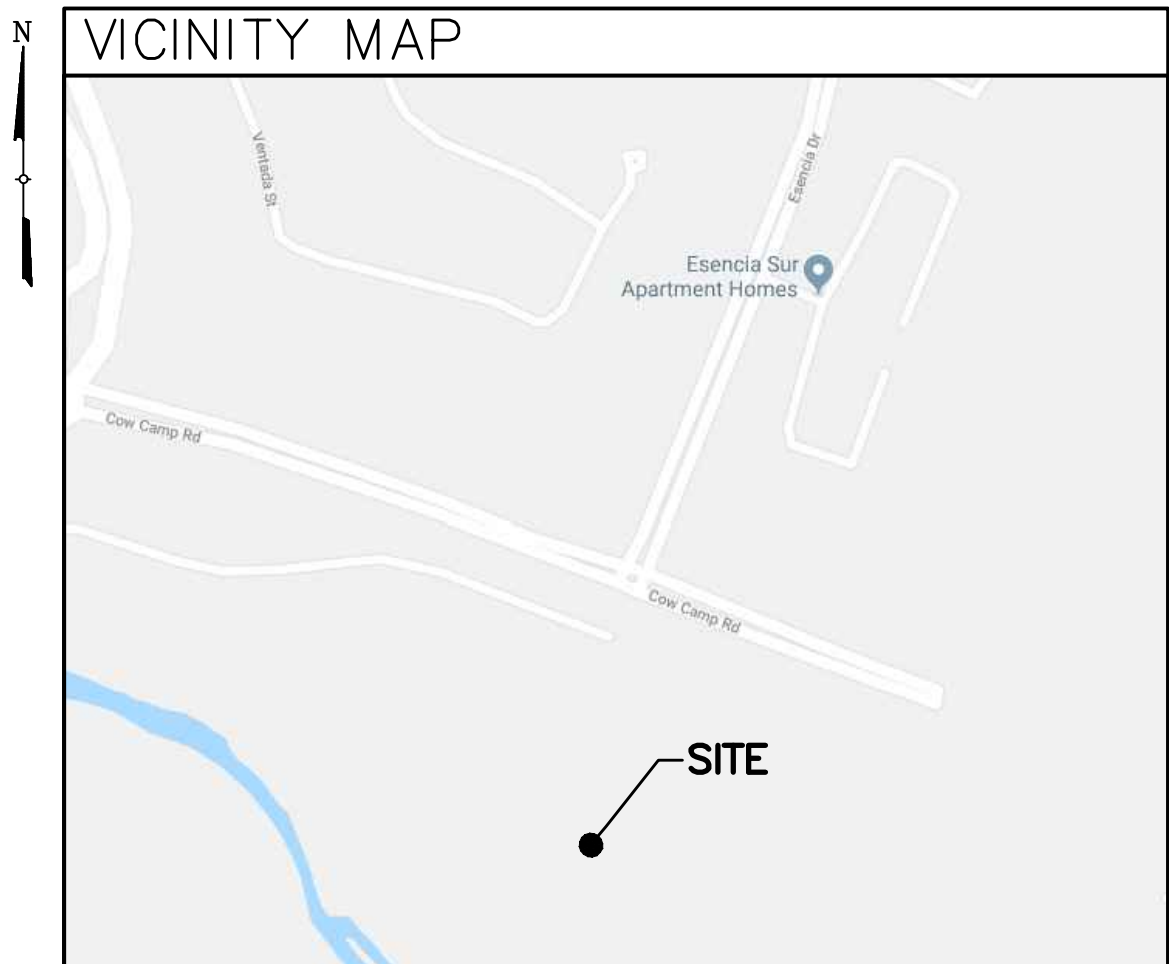 N
VICINITY MAP
Ventada St
Esencia Dr
Esencia Sur
Apartment Homes
Cow Camp Rd
Cow Camp Rd
SITE